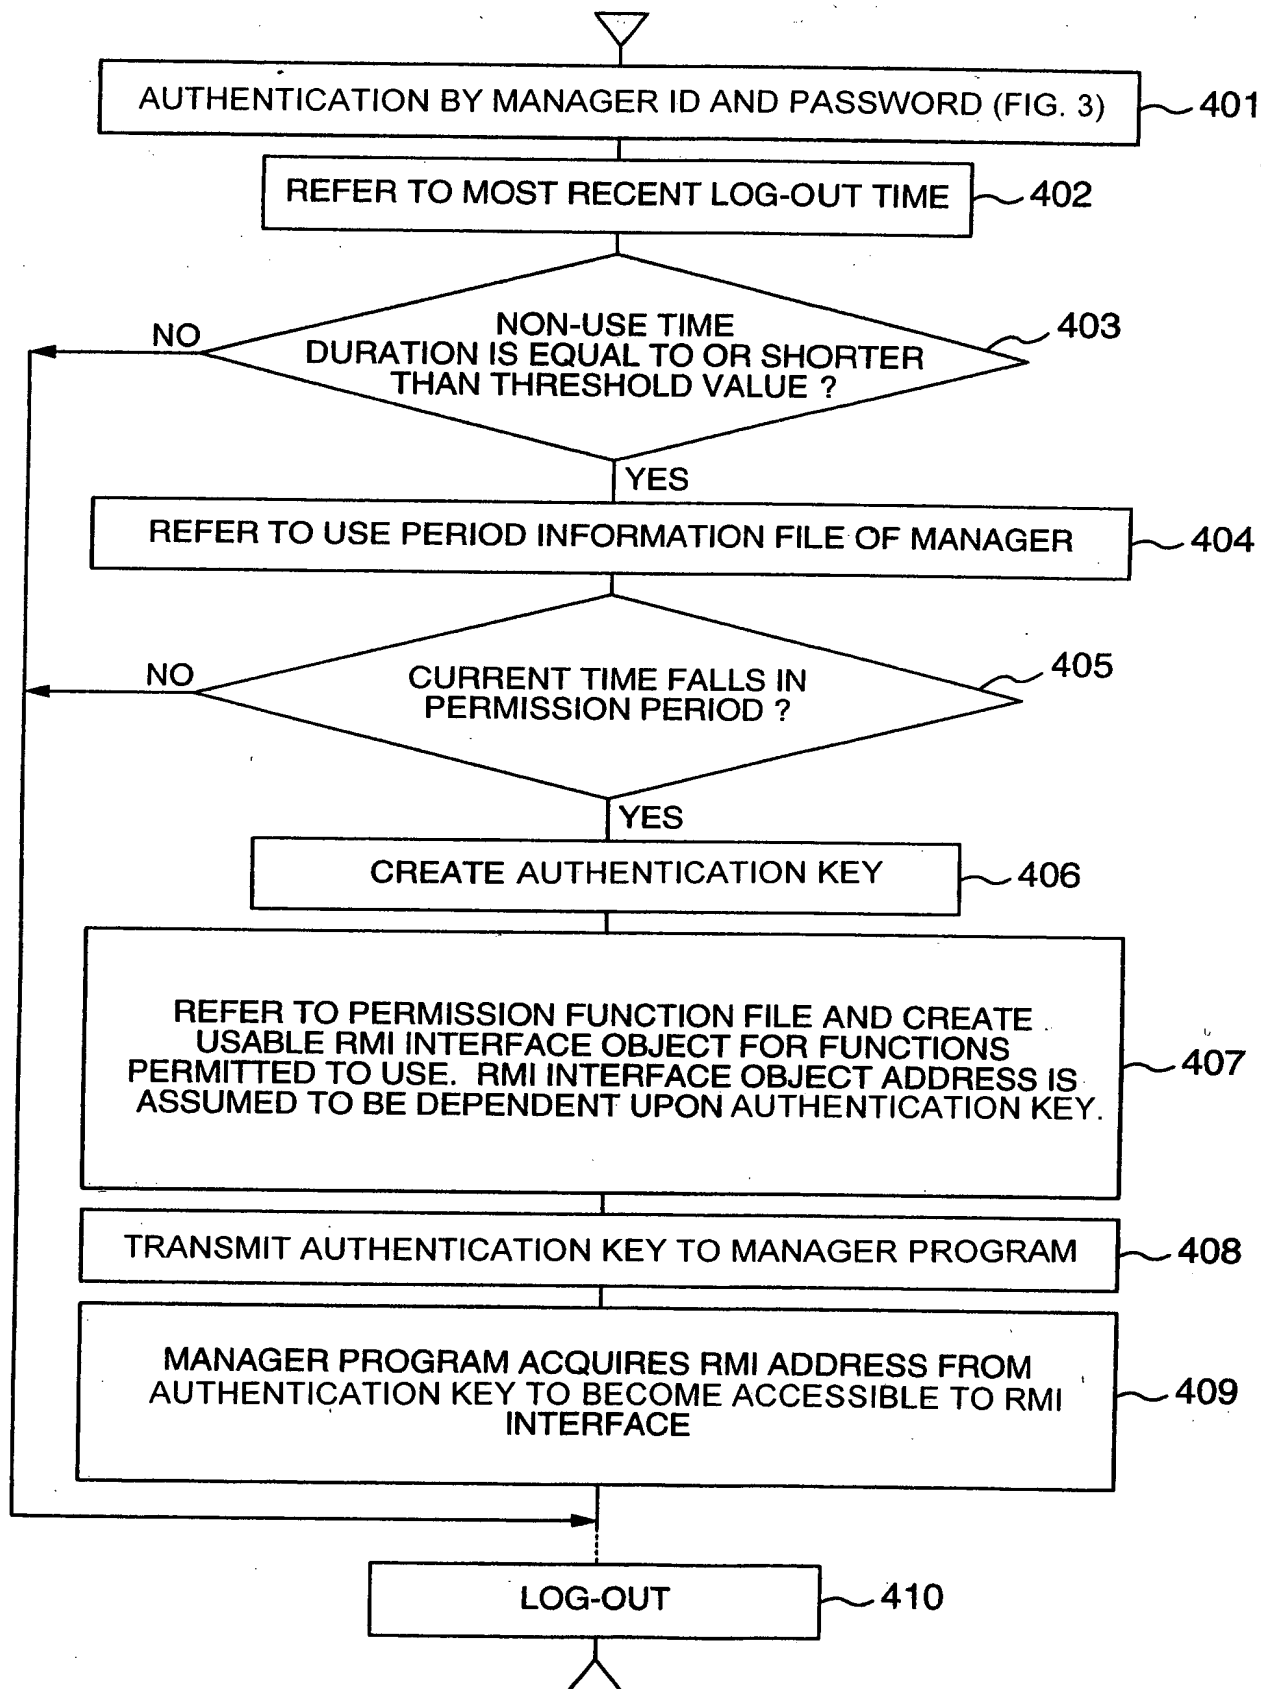 AUTHENTICATION BY MANAGER ID AND PASSWORD (FIG. 3)
401
REFER TO MOST RECENT LOG-OUT TIME
402
NON-USE TIME
DURATION IS EQUAL TO OR SHORTER
THAN THRESHOLD VALUE ?
403
NO
YES
REFER TO USE PERIOD INFORMATION FILE OF MANAGER
404
CURRENT TIME FALLS IN
PERMISSION PERIOD ?
405
NO
YES
CREATE AUTHENTICATION KEY
406
REFER TO PERMISSION FUNCTION FILE AND CREATE
USABLE RMI INTERFACE OBJECT FOR FUNCTIONS
PERMITTED TO USE. RMI INTERFACE OBJECT ADDRESS IS
ASSUMED TO BE DEPENDENT UPON AUTHENTICATION KEY.
407
TRANSMIT AUTHENTICATION KEY TO MANAGER PROGRAM
408
MANAGER PROGRAM ACQUIRES RMI ADDRESS FROM
AUTHENTICATION KEY TO BECOME ACCESSIBLE TO RMI
INTERFACE
409
LOG-OUT
410